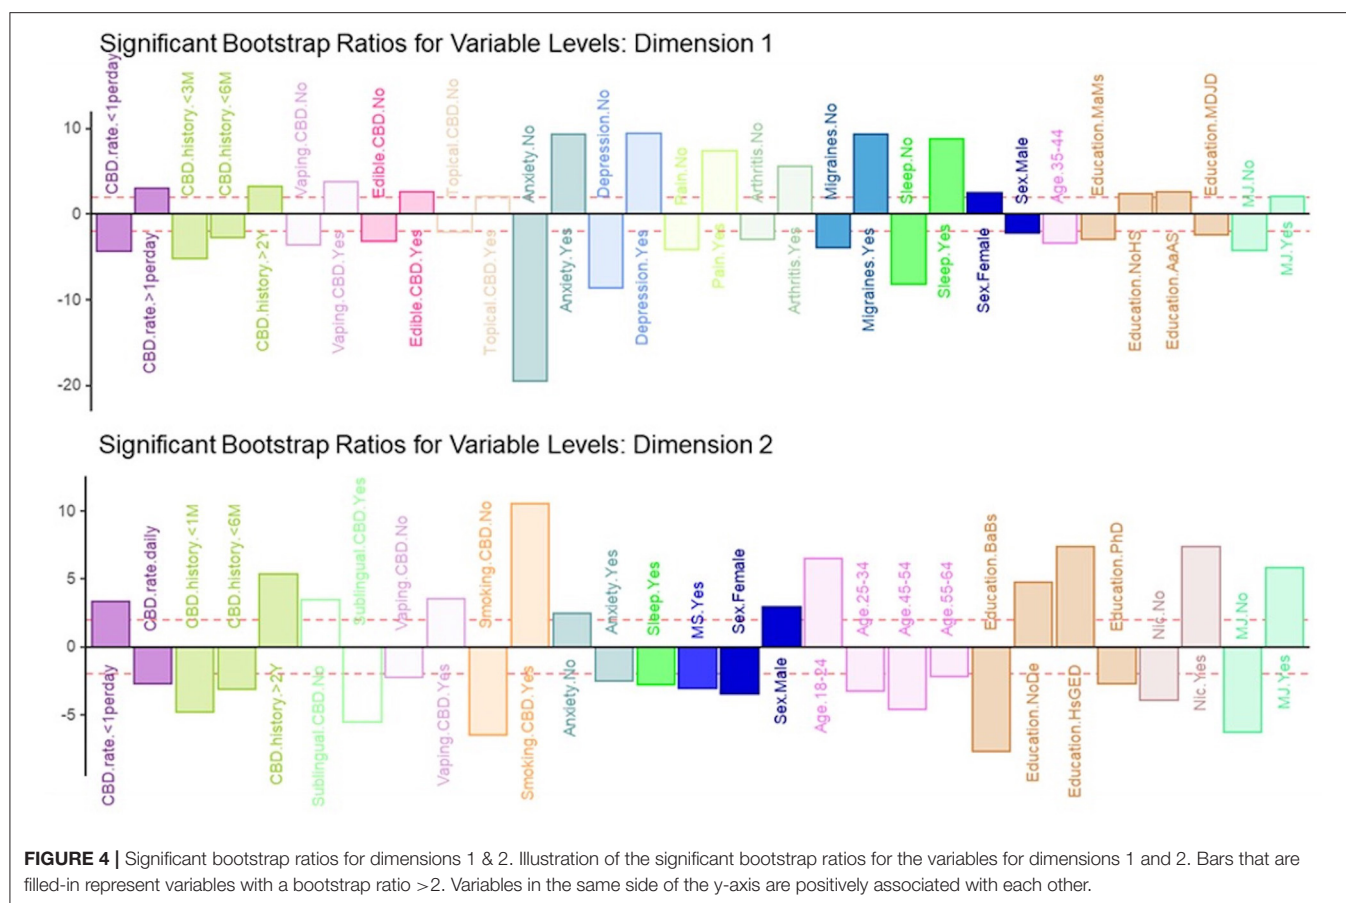 Significant Bootstrap Ratios for Variable Levels: Dimension 1
CBD.rate.<1perday
CBD.rate.>1perday
CBD.history.<3M
CBD.history.<6M
CBD.history.>2Y
Vaping.CBD.No
Vaping.CBD.Yes
Edible.CBD.No
Edible.CBD.Yes
Topical.CBD.No
Topical.CBD.Yes
Anxiety.No
Anxiety.Yes
Depression.No
Depression.Yes
Pain.No
Pain.Yes
Arthritis.No
Arthritis.Yes
Migraines.No
Migraines.Yes
Sleep.No
Sleep.Yes
Sex.Female
Sex.Male
Age.35-44
Education.MaMs
Education.NoHS
Education.AaAS
Education.MDJD
MJ.No
MJ.Yes
10
0
-10
-20
Significant Bootstrap Ratios for Variable Levels: Dimension 2
CBD.rate.<1perday
CBD.rate.daily
CBD.history.<1M
CBD.history.<6M
CBD.history.>2Y
Sublingual.CBD.No
Sublingual.CBD.Yes
Vaping.CBD.No
Vaping.CBD.Yes
Smoking.CBD.No
Smoking.CBD.Yes
Anxiety.No
Anxiety.Yes
Sleep.Yes
MS.Yes
Sex.Female
Sex.Male
Age.18-24
Age.25-34
Age.45-54
Age.55-64
Education.BaBs
Education.NoDe
Education.HsGED
Education.PhD
Nic.No
Nic.Yes
MJ.No
MJ.Yes
10
5
0
-5
FIGURE 4 | Significant bootstrap ratios for dimensions 1 & 2. Illustration of the significant bootstrap ratios for the variables for dimensions 1 and 2. Bars that are
filled-in represent variables with a bootstrap ratio >2. Variables in the same side of the y-axis are positively associated with each other.